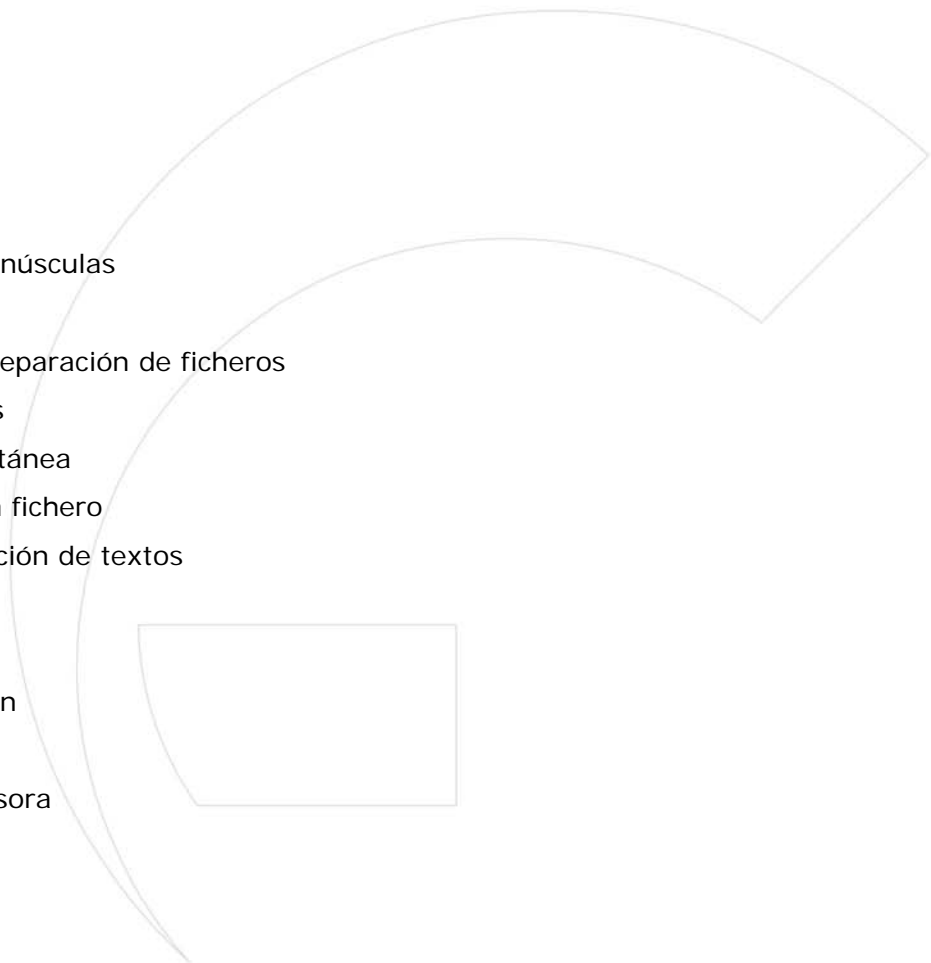 núsculas
eparación de ficheros
s
tánea
fichero
ción de textos
n
sora